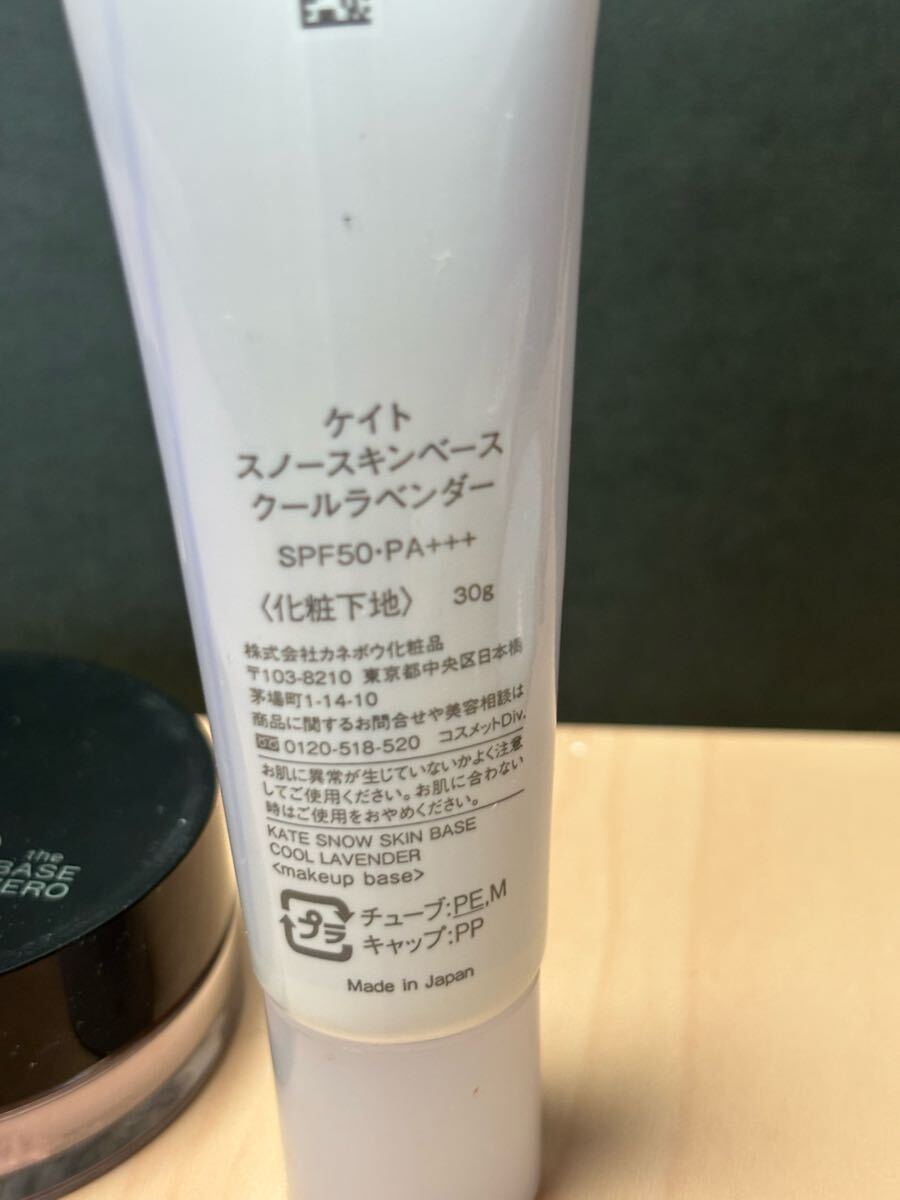 ケイト
スノースキンベース
クールラベンダー
SPF50・PA+++
〈化粧下地〉 30g
株式会社カネボウ化粧品
〒103-8210 東京都中央区日本橋
茅場町1-14-10
商品に関するお問合せや美容相談は
0120-518-520 コスメットDiv.
お肌に異常が生じていないかよく注意
してご使用ください。お肌に合わない
時はご使用をおやめください。
KATE SNOW SKIN BASE
COOL LAVENDER
<makeup base>
プラ
チューブ:PE,M
キャップ:PP
Made in Japan
the
BASE
ZERO